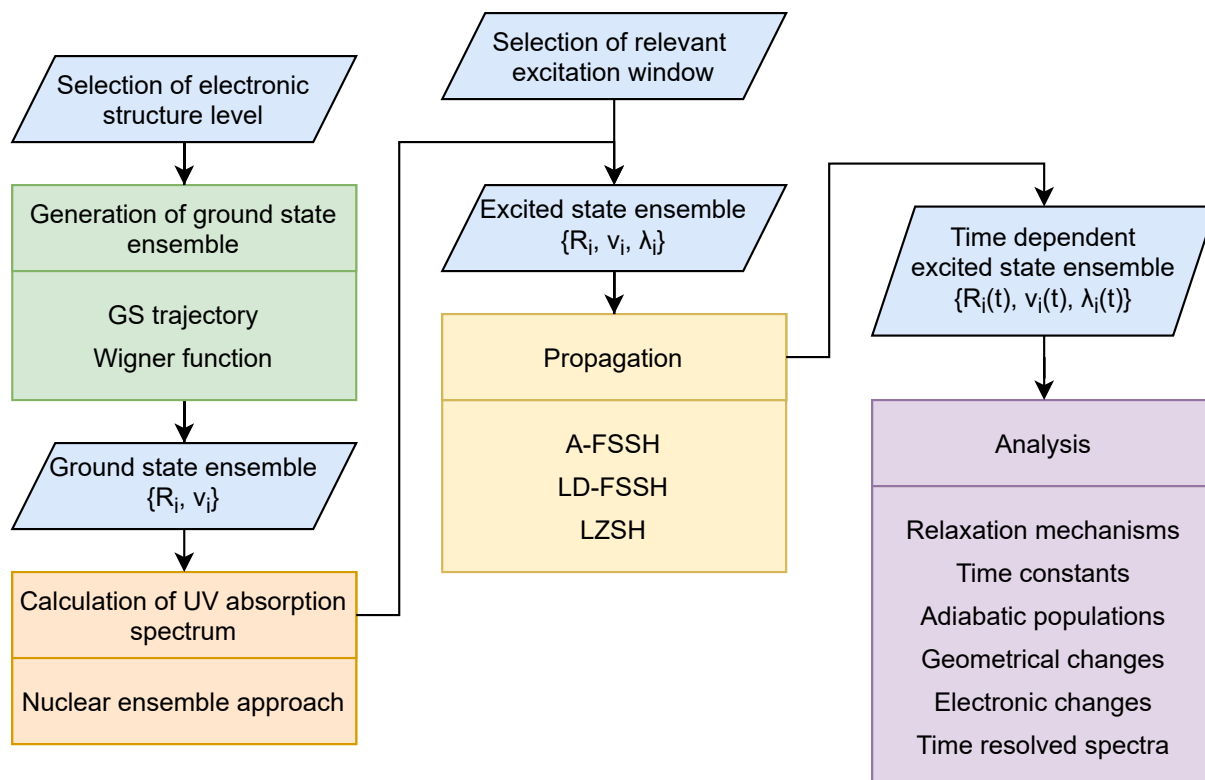 Selection of electronic
structure level
Generation of ground state
ensemble
GS trajectory
Wigner function
Ground state ensemble
{Rᵢ, vᵢ}
Calculation of UV absorption
spectrum
Nuclear ensemble approach
Selection of relevant
excitation window
Excited state ensemble
{Rᵢ, vᵢ, λᵢ}
Propagation
A-FSSH
LD-FSSH
LZSH
Time dependent
excited state ensemble
{Rᵢ(t), vᵢ(t), λᵢ(t)}
Analysis
Relaxation mechanisms
Time constants
Adiabatic populations
Geometrical changes
Electronic changes
Time resolved spectra